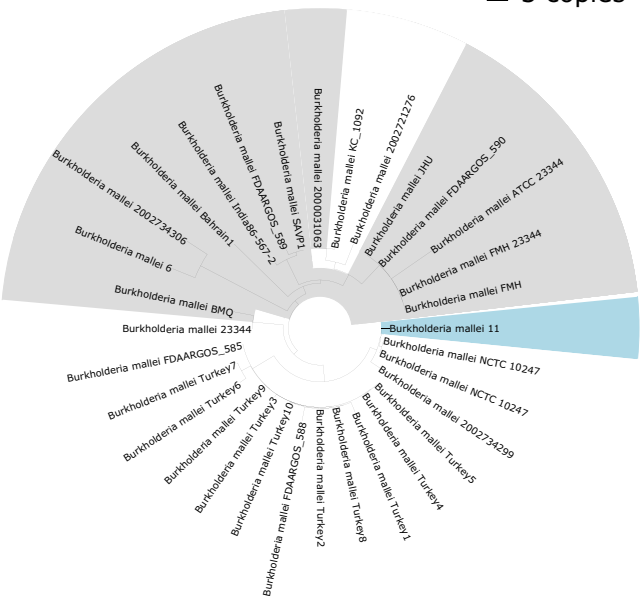 3 copies
Burkholderia mallei 2000031063
Burkholderia mallei KC_1092
Burkholderia mallei 2002721276
Burkholderia mallei JHU
Burkholderia mallei FDAARGOS_590
Burkholderia mallei ATCC 23344
Burkholderia mallei FMH 23344
Burkholderia mallei FMH
Burkholderia mallei 11
Burkholderia mallei NCTC 10247
Burkholderia mallei NCTC 10247
Burkholderia mallei 2002734299
Burkholderia mallei Turkey5
Burkholderia mallei Turkey4
Burkholderia mallei Turkey1
Burkholderia mallei Turkey8
Burkholderia mallei Turkey2
Burkholderia mallei FDAARGOS_588
Burkholderia mallei Turkey10
Burkholderia mallei Turkey3
Burkholderia mallei Turkey9
Burkholderia mallei Turkey6
Burkholderia mallei Turkey7
Burkholderia mallei FDAARGOS_585
Burkholderia mallei 23344
Burkholderia mallei BMQ
Burkholderia mallei 6
Burkholderia mallei 2002734306
Burkholderia mallei Bahrain1
Burkholderia mallei India86-567-2
Burkholderia mallei FDAARGOS_589
Burkholderia mallei SAVP1